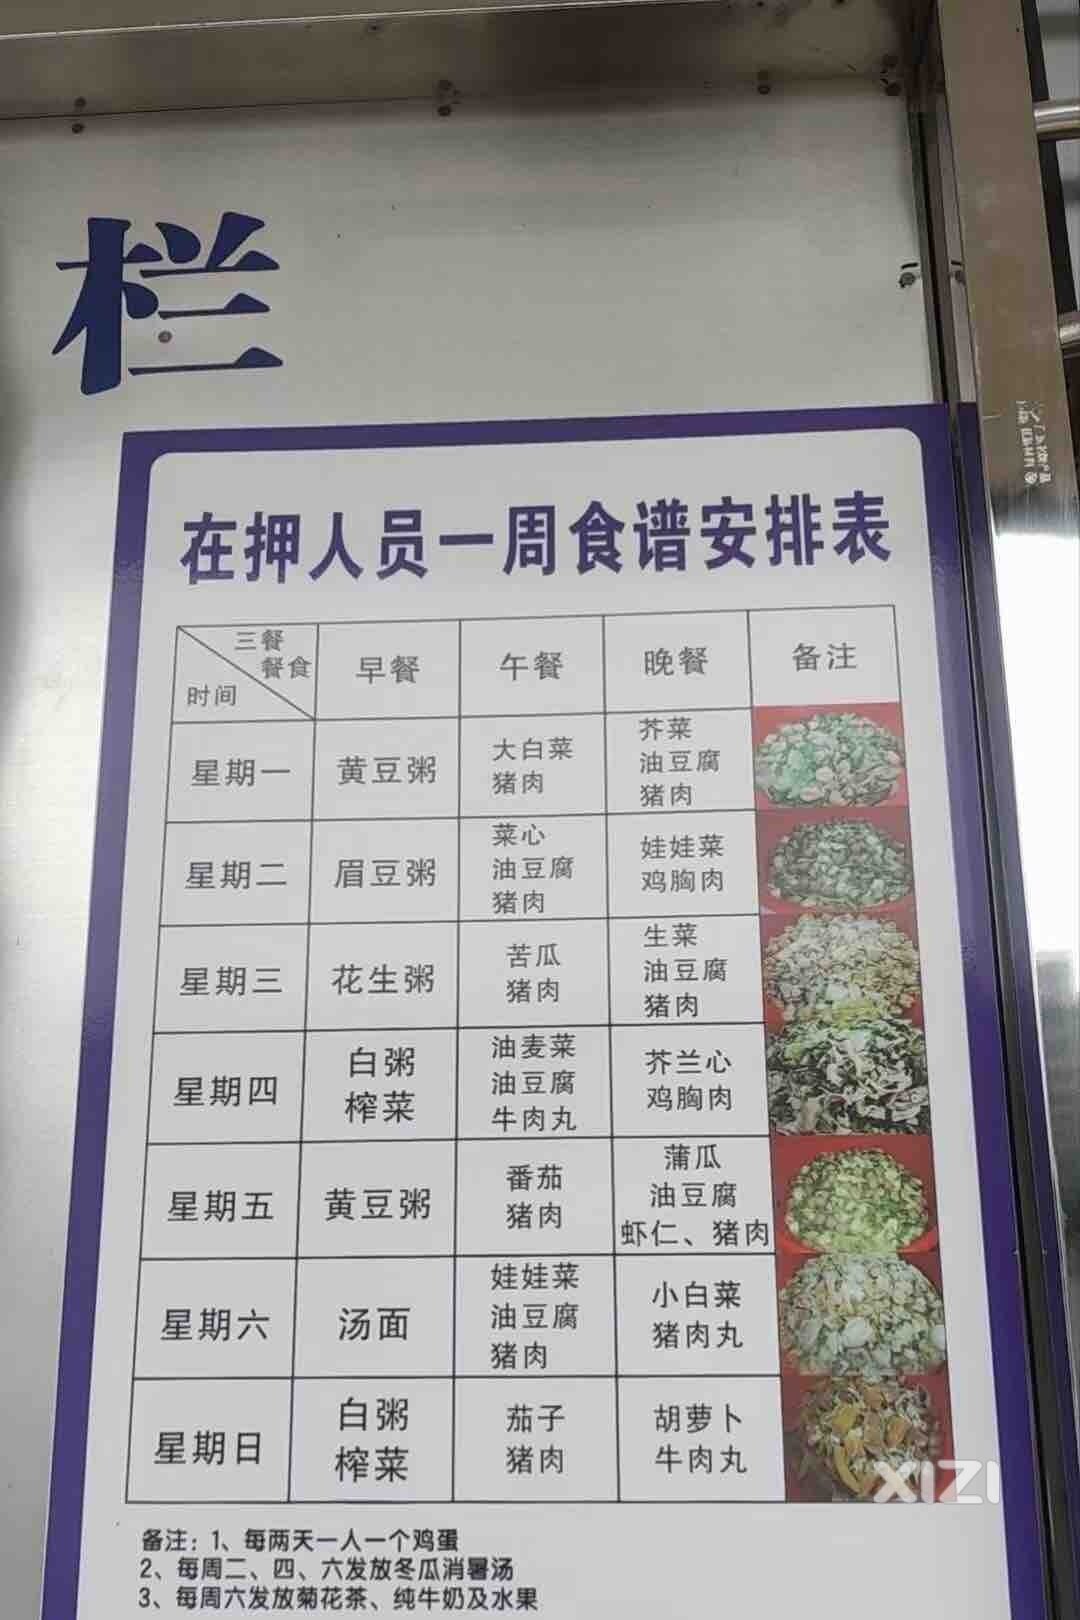 栏
在押人员一周食谱安排表
三餐
餐食
时间
早餐
午餐
晚餐
备注
星期一
黄豆粥
大白菜
猪肉
芥菜
油豆腐
猪肉
星期二
眉豆粥
菜心
油豆腐
猪肉
娃娃菜
鸡胸肉
星期三
花生粥
苦瓜
猪肉
生菜
油豆腐
猪肉
星期四
白粥
榨菜
油麦菜
油豆腐
牛肉丸
芥兰心
鸡胸肉
星期五
黄豆粥
番茄
猪肉
蒲瓜
油豆腐
虾仁、猪肉
星期六
汤面
娃娃菜
油豆腐
猪肉
小白菜
猪肉丸
星期日
白粥
榨菜
茄子
猪肉
胡萝卜
牛肉丸
XIZI
备注：1、每两天一人一个鸡蛋
2、每周二、四、六发放冬瓜消暑汤
3、每周六发放菊花茶、纯牛奶及水果